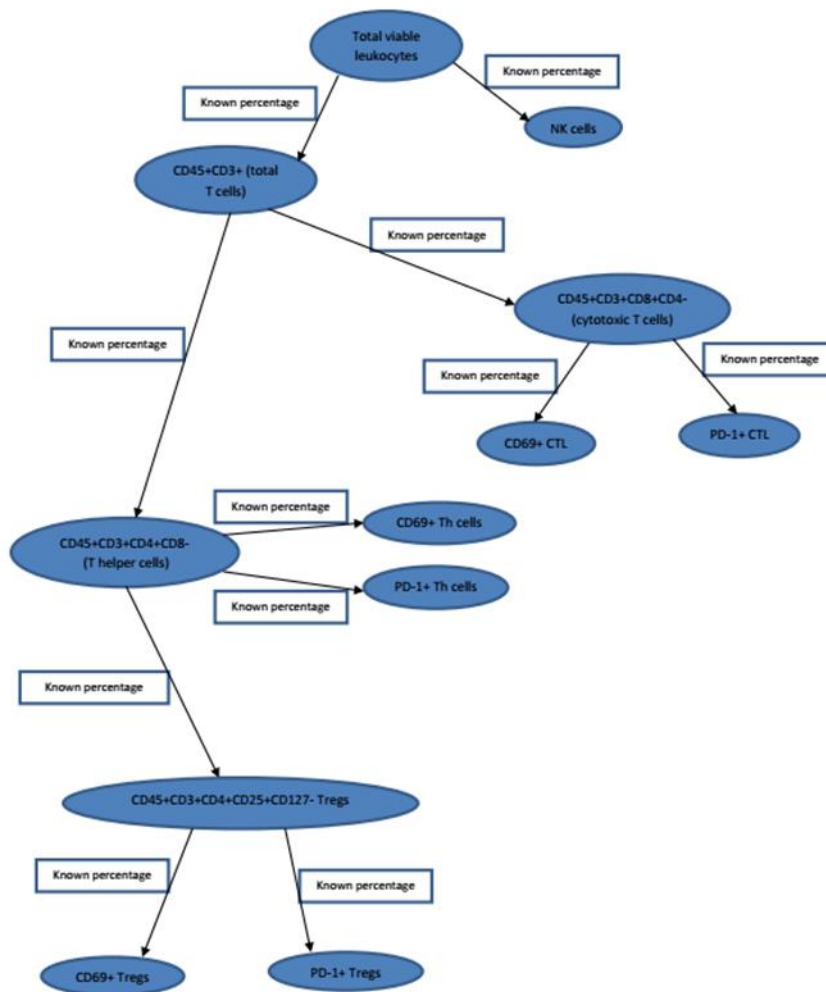 Total viable
leukocytes
Known percentage
Known percentage
NK cells
CD45+CD3+ (total
T cells)
Known percentage
CD45+CD3+CD8+CD4-
(cytotoxic T cells)
Known percentage
Known percentage
Known percentage
CD69+ CTL
PD-1+ CTL
Known percentage
CD69+ Th cells
CD45+CD3+CD4+CD8-
(T helper cells)
PD-1+ Th cells
Known percentage
Known percentage
CD45+CD3+CD4+CD25+CD127- Tregs
Known percentage
Known percentage
CD69+ Tregs
PD-1+ Tregs